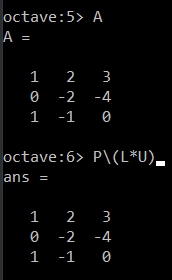 octave:5> A
A =
1 2 3
0 -2 -4
1 -1 0
octave:6> P\(L*U)
ans =
1 2 3
0 -2 -4
1 -1 0